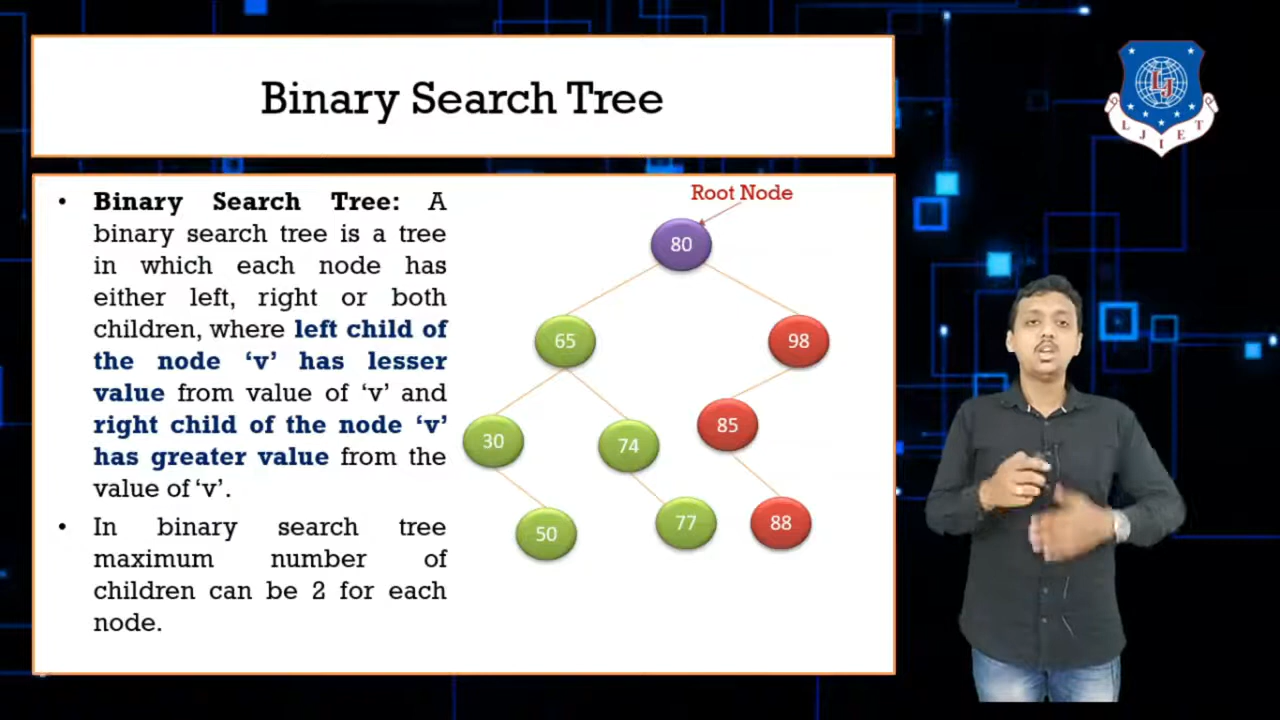 Binary Search Tree
LJ
LJIET
• Binary Search Tree: A
binary search tree is a tree
in which each node has
either left, right or both
children, where left child of
the node ‘v’ has lesser
value from value of ‘v’ and
right child of the node ‘v’
has greater value from the
value of ‘v’.
• In binary search tree
maximum number of
children can be 2 for each
node.
Root Node
80
65 98
30 74 85
50 77 88